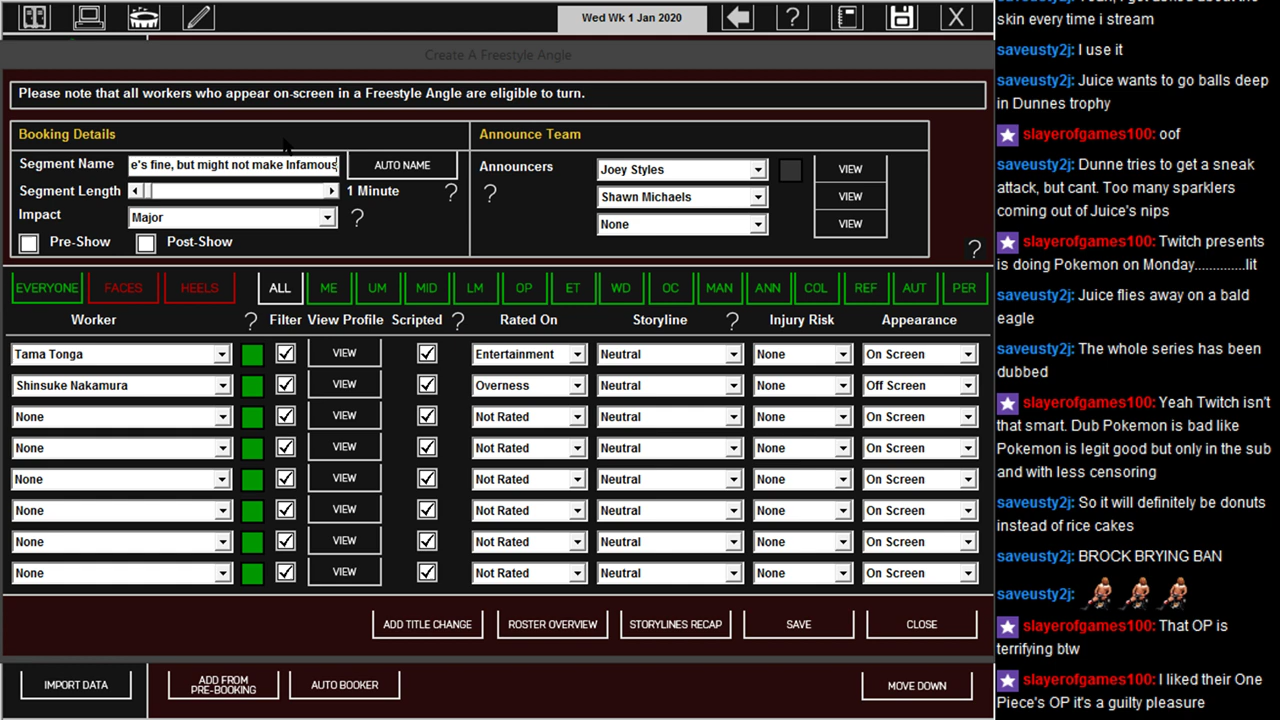 Wed Wk 1 Jan 2020
Create A Freestyle Angle
Please note that all workers who appear on-screen in a Freestyle Angle are eligible to turn.
Booking Details
Announce Team
Segment Name e's fine, but might not make Infamous AUTO NAME
Announcers Joey Styles VIEW
Segment Length 1 Minute ?
? Shawn Michaels VIEW
Impact Major ?
None VIEW
Pre-Show Post-Show ?
EVERYONE FACES HEELS ALL ME UM MID LM OP ET WD OC MAN ANN COL REF AUT PER
Worker ? Filter View Profile Scripted ? Rated On Storyline ? Injury Risk Appearance
Tama Tonga VIEW Entertainment Neutral None On Screen
Shinsuke Nakamura VIEW Overness Neutral None Off Screen
None VIEW Not Rated Neutral None On Screen
None VIEW Not Rated Neutral None On Screen
None VIEW Not Rated Neutral None On Screen
None VIEW Not Rated Neutral None On Screen
None VIEW Not Rated Neutral None On Screen
None VIEW Not Rated Neutral None On Screen
ADD TITLE CHANGE ROSTER OVERVIEW STORYLINES RECAP SAVE CLOSE
IMPORT DATA ADD FROM PRE-BOOKING AUTO BOOKER MOVE DOWN
skin every time i stream
saveusty2j: I use it
saveusty2j: Juice wants to go balls deep
in Dunnes trophy
slayerofgames100: oof
saveusty2j: Dunne tries to get a sneak
attack, but cant. Too many sparklers
coming out of Juice's nips
slayerofgames100: Twitch presents
is doing Pokemon on Monday..............lit
saveusty2j: Juice flies away on a bald
eagle
saveusty2j: The whole series has been
dubbed
slayerofgames100: Yeah Twitch isn't
that smart. Dub Pokemon is bad like
Pokemon is legit good but only in the sub
and with less censoring
saveusty2j: So it will definitely be donuts
instead of rice cakes
saveusty2j: BROCK BRYING BAN
saveusty2j:
slayerofgames100: That OP is
terrifying btw
slayerofgames100: I liked their One
Piece's OP it's a guilty pleasure